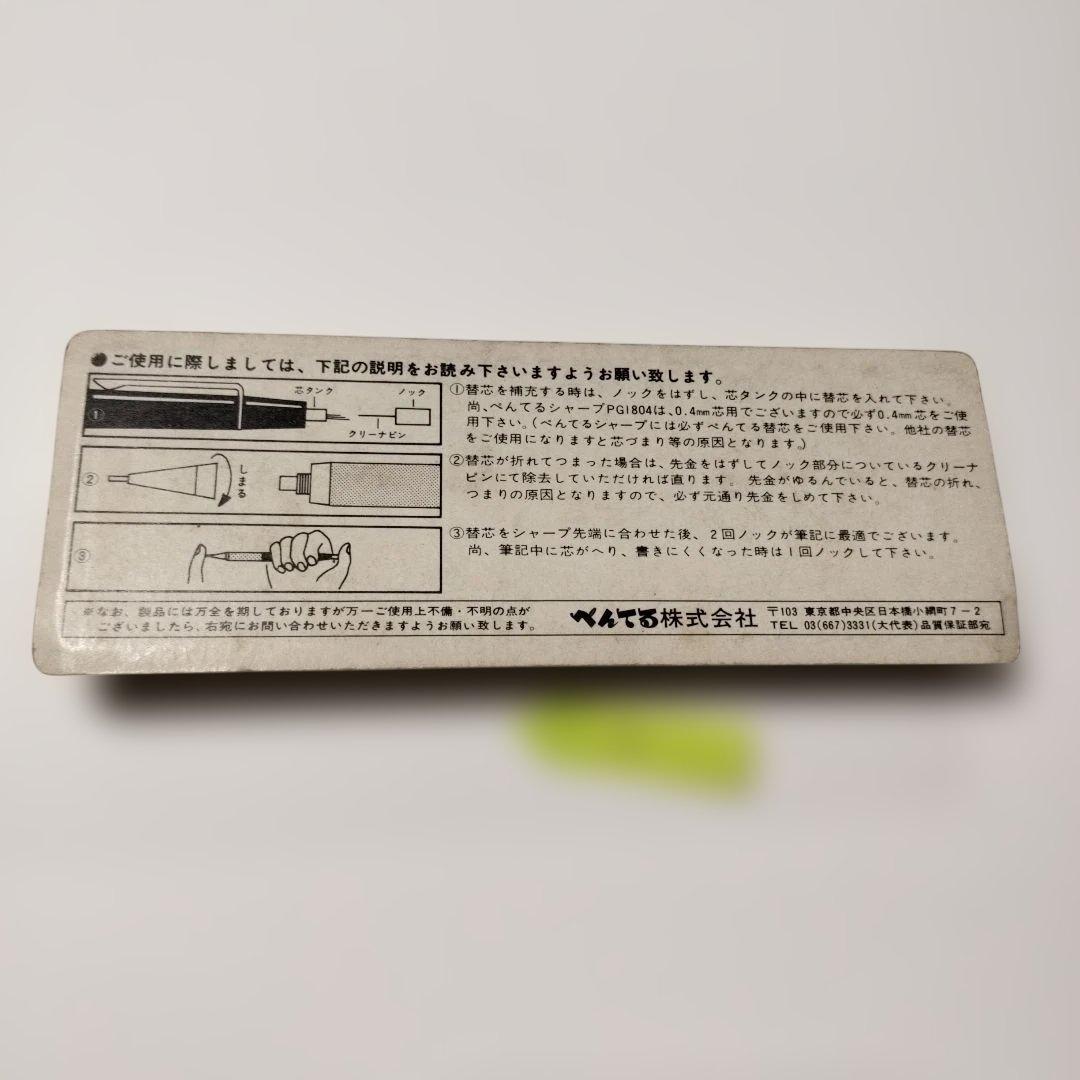 ●ご使用に際しましては、下記の説明をお読み下さいますようお願い致します。
①
芯タンク
ノック
クリーナピン
①替芯を補充する時は、ノックをはずし、芯タンクの中に替芯を入れて下さい。
尚、ぺんてるシャープPG1804は、0.4mm芯用でございますので必ず0.4mm芯をご使
用下さい。(ぺんてるシャープには必ずぺんてる替芯をご使用下さい。他社の替芯
をご使用になりますと芯づまり等の原因となります。)
②
しまる
②替芯が折れてつまった場合は、先金をはずしてノック部分についているクリーナ
ピンにて除去していただければ直ります。先金がゆるんでいると、替芯の折れ、
つまりの原因となりますので、必ず元通り先金をしめて下さい。
③
③替芯をシャープ先端に合わせた後、2回ノックが筆記に最適でございます。
尚、筆記中に芯がへり、書きにくくなった時は1回ノックして下さい。
※なお、製品には万全を期しておりますが万一ご使用上不備・不明の点が
ございましたら、右宛にお問い合わせいただきますようお願い致します。
ぺんてる株式会社
〒103 東京都中央区日本橋小網町7-2
TEL 03(667)3331(大代表)品質保証部宛